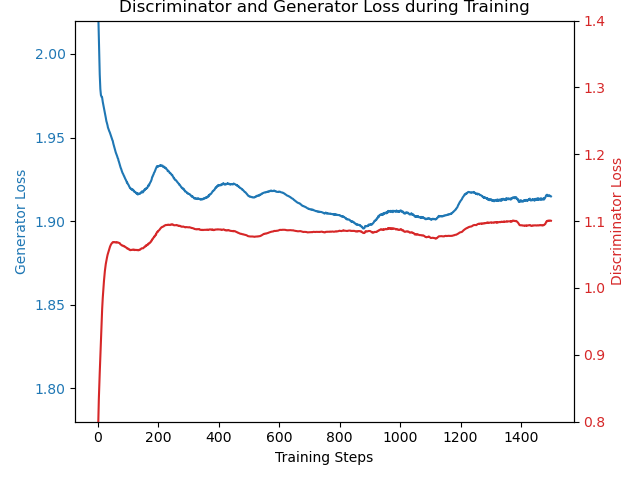 Discriminator and Generator Loss during Training
2.00
1.95
1.90
1.85
1.80
Generator Loss
1.4
1.3
1.2
1.1
1.0
0.9
0.8
Discriminator Loss
0 200 400 600 800 1000 1200 1400
Training Steps